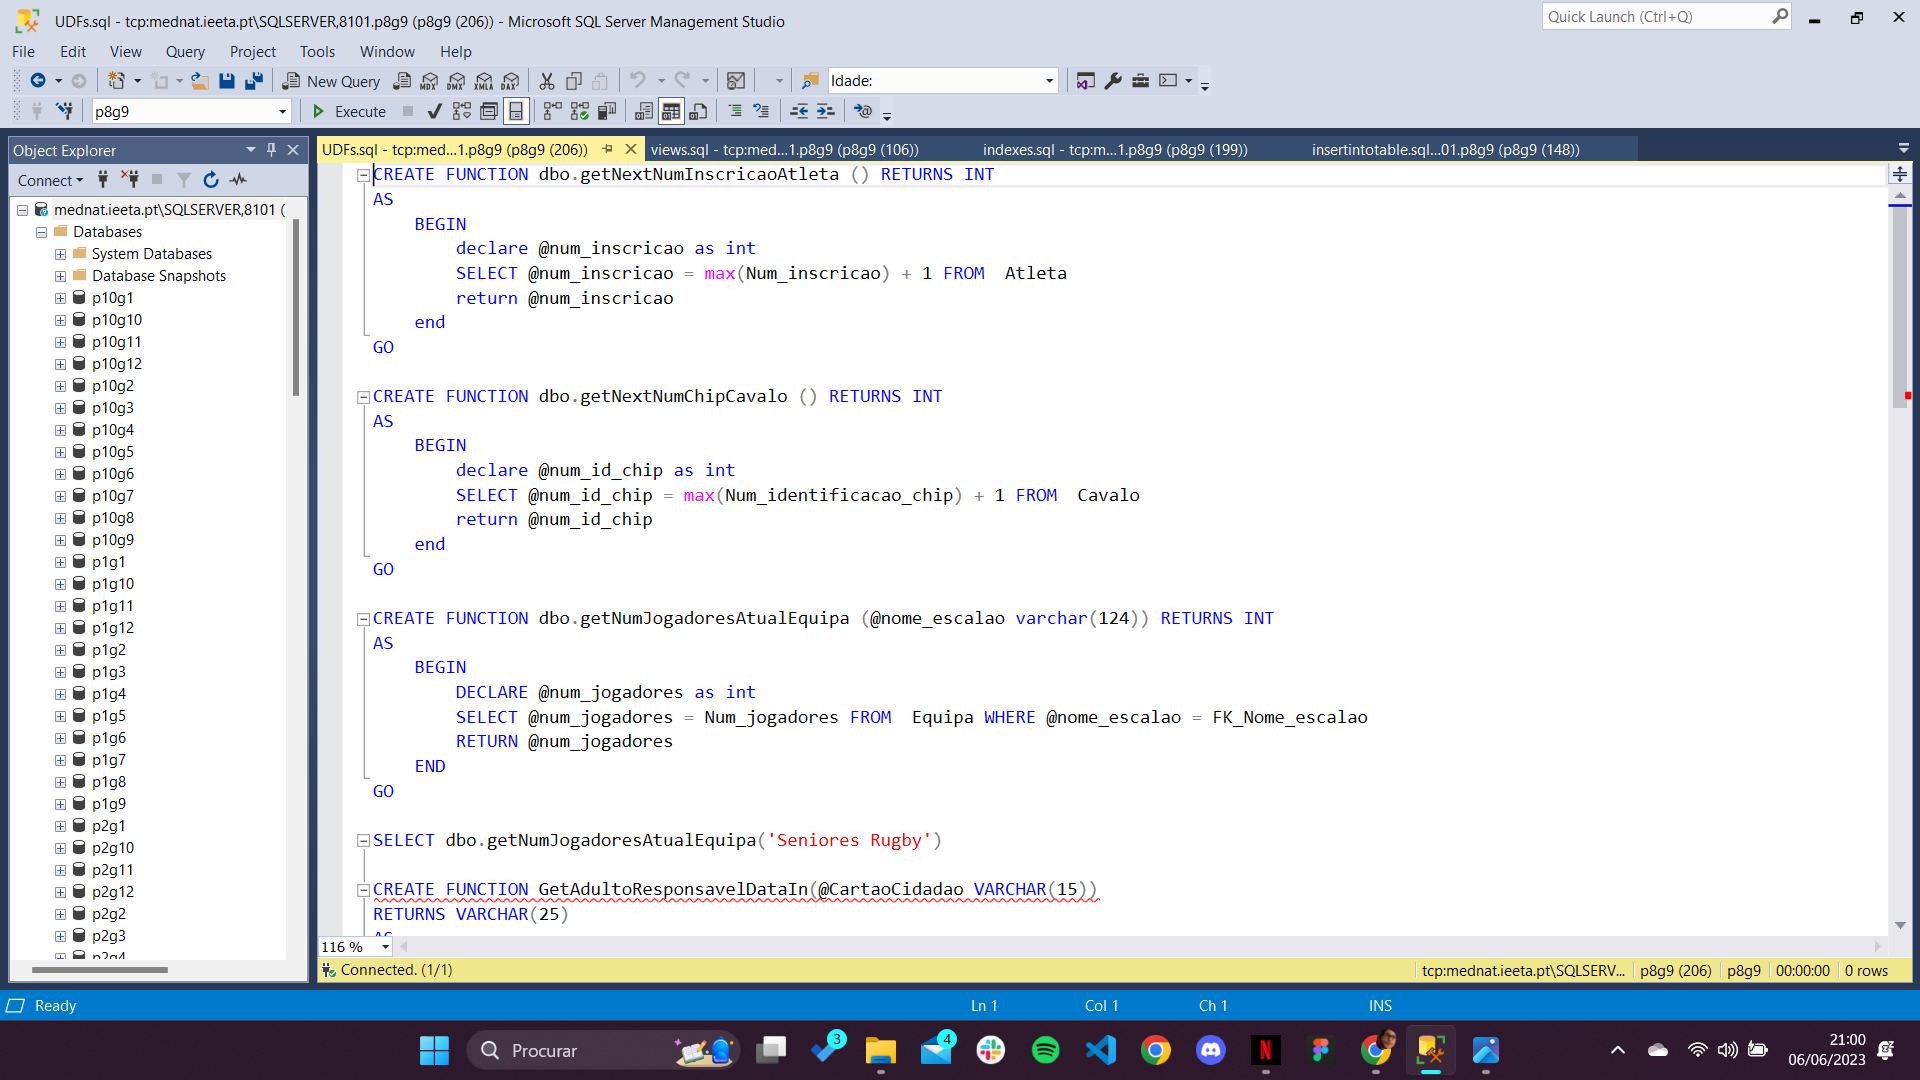 UDFs.sql - tcp:mednat.ieeta.pt\SQLSERVER,8101.p8g9 (p8g9 (206)) - Microsoft SQL Server Management Studio
Quick Launch (Ctrl+Q)
File Edit View Query Project Tools Window Help
New Query MDX DMX XMLA DAX Idade:
p8g9 Execute
Object Explorer
UDFs.sql - tcp:med...1.p8g9 (p8g9 (206)) views.sql - tcp:med...1.p8g9 (p8g9 (106)) indexes.sql - tcp:m...1.p8g9 (p8g9 (199)) insertintotable.sql...01.p8g9 (p8g9 (148))
Connect
mednat.ieeta.pt\SQLSERVER,8101 (
Databases
System Databases
Database Snapshots
p10g1
p10g10
p10g11
p10g12
p10g2
p10g3
p10g4
p10g5
p10g6
p10g7
p10g8
p10g9
p1g1
p1g10
p1g11
p1g12
p1g2
p1g3
p1g4
p1g5
p1g6
p1g7
p1g8
p1g9
p2g1
p2g10
p2g11
p2g12
p2g2
p2g3
p2g4
CREATE FUNCTION dbo.getNextNumInscricaoAtleta () RETURNS INT
AS
BEGIN
declare @num_inscricao as int
SELECT @num_inscricao = max(Num_inscricao) + 1 FROM  Atleta
return @num_inscricao
end
GO
CREATE FUNCTION dbo.getNextNumChipCavalo () RETURNS INT
AS
BEGIN
declare @num_id_chip as int
SELECT @num_id_chip = max(Num_identificacao_chip) + 1 FROM  Cavalo
return @num_id_chip
end
GO
CREATE FUNCTION dbo.getNumJogadoresAtualEquipa (@nome_escalao varchar(124)) RETURNS INT
AS
BEGIN
DECLARE @num_jogadores as int
SELECT @num_jogadores = Num_jogadores FROM  Equipa WHERE @nome_escalao = FK_Nome_escalao
RETURN @num_jogadores
END
GO
SELECT dbo.getNumJogadoresAtualEquipa('Seniores Rugby')
CREATE FUNCTION GetAdultoResponsavelDataIn(@CartaoCidadao VARCHAR(15))
RETURNS VARCHAR(25)
AS
116 %
Connected. (1/1) tcp:mednat.ieeta.pt\SQLSERV... p8g9 (206) p8g9 00:00:00 0 rows
Ready Ln 1 Col 1 Ch 1 INS
Procurar 3 4 21:00
06/06/2023